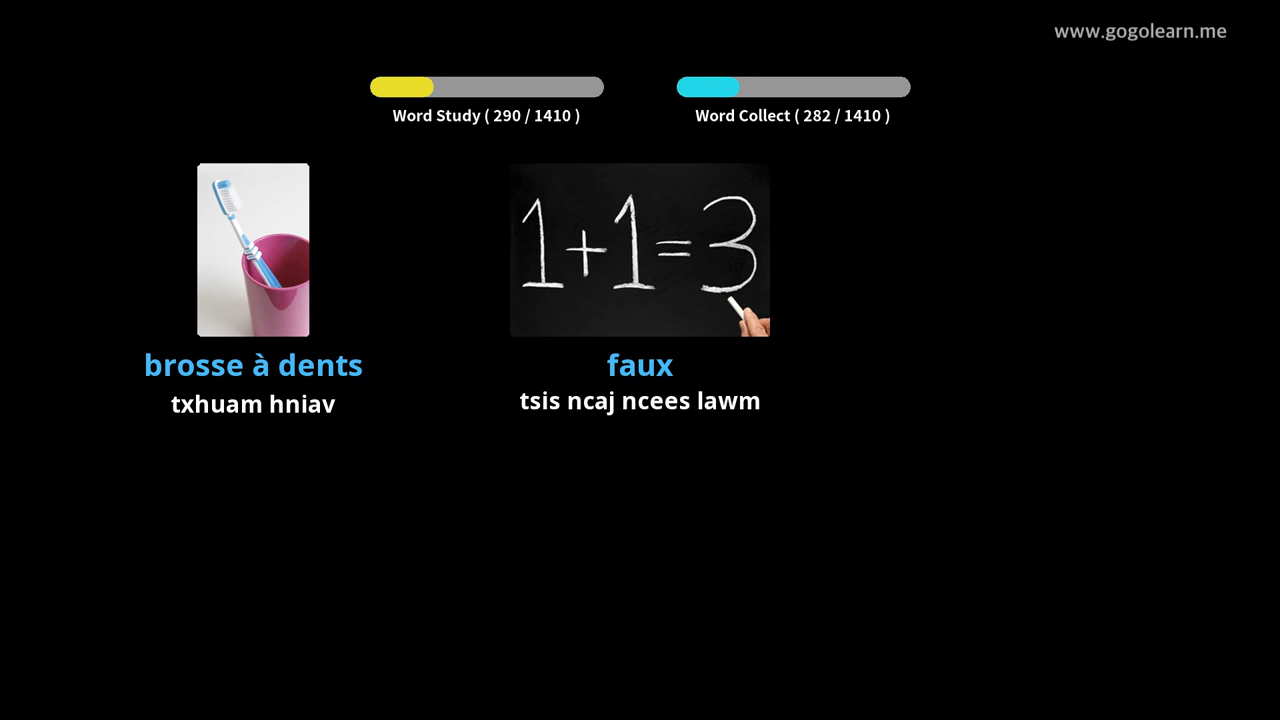 www.gogolearn.me
Word Study ( 290 / 1410 )
Word Collect ( 282 / 1410 )
1+1=3
brosse à dents
faux
txhuam hniav
tsis ncaj ncees lawm